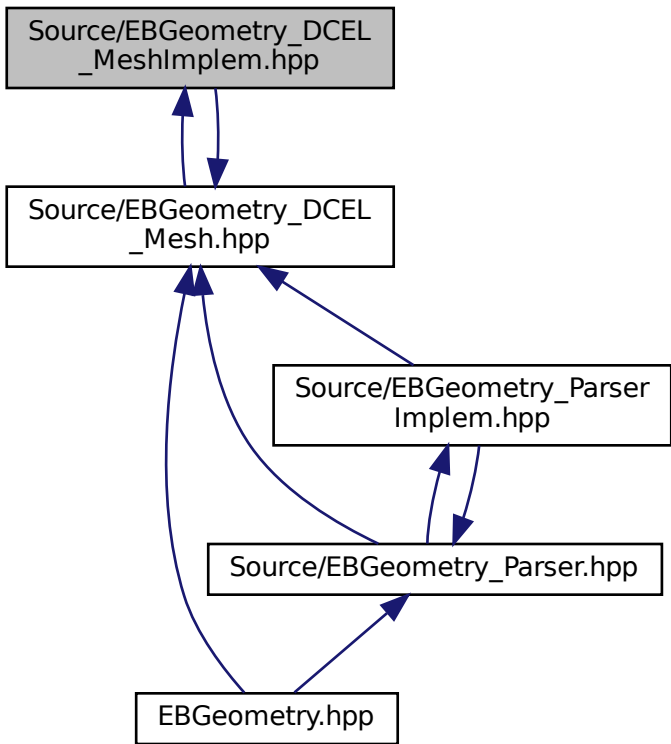 Source/EBGeometry_DCEL
_MeshImplem.hpp
Source/EBGeometry_DCEL
_Mesh.hpp
Source/EBGeometry_Parser
Implem.hpp
Source/EBGeometry_Parser.hpp
EBGeometry.hpp